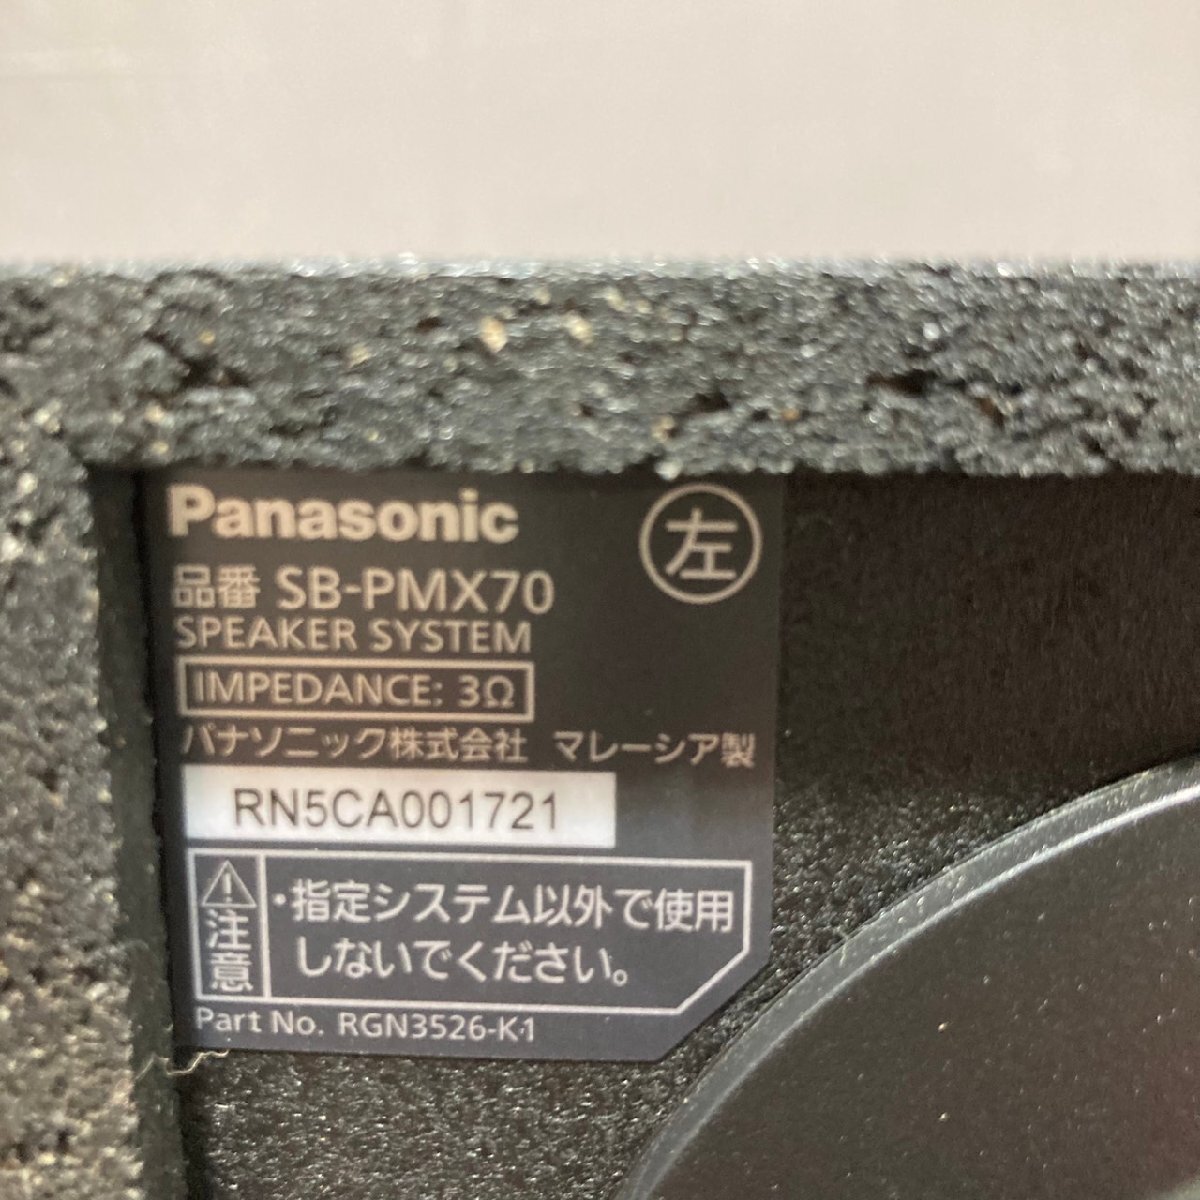 Panasonic
左
品番 SB-PMX70
SPEAKER SYSTEM
IMPEDANCE: 3Ω
パナソニック株式会社 マレーシア製
RN5CA001721
注意
・指定システム以外で使用
しないでください。
Part No. RGN3526-K1